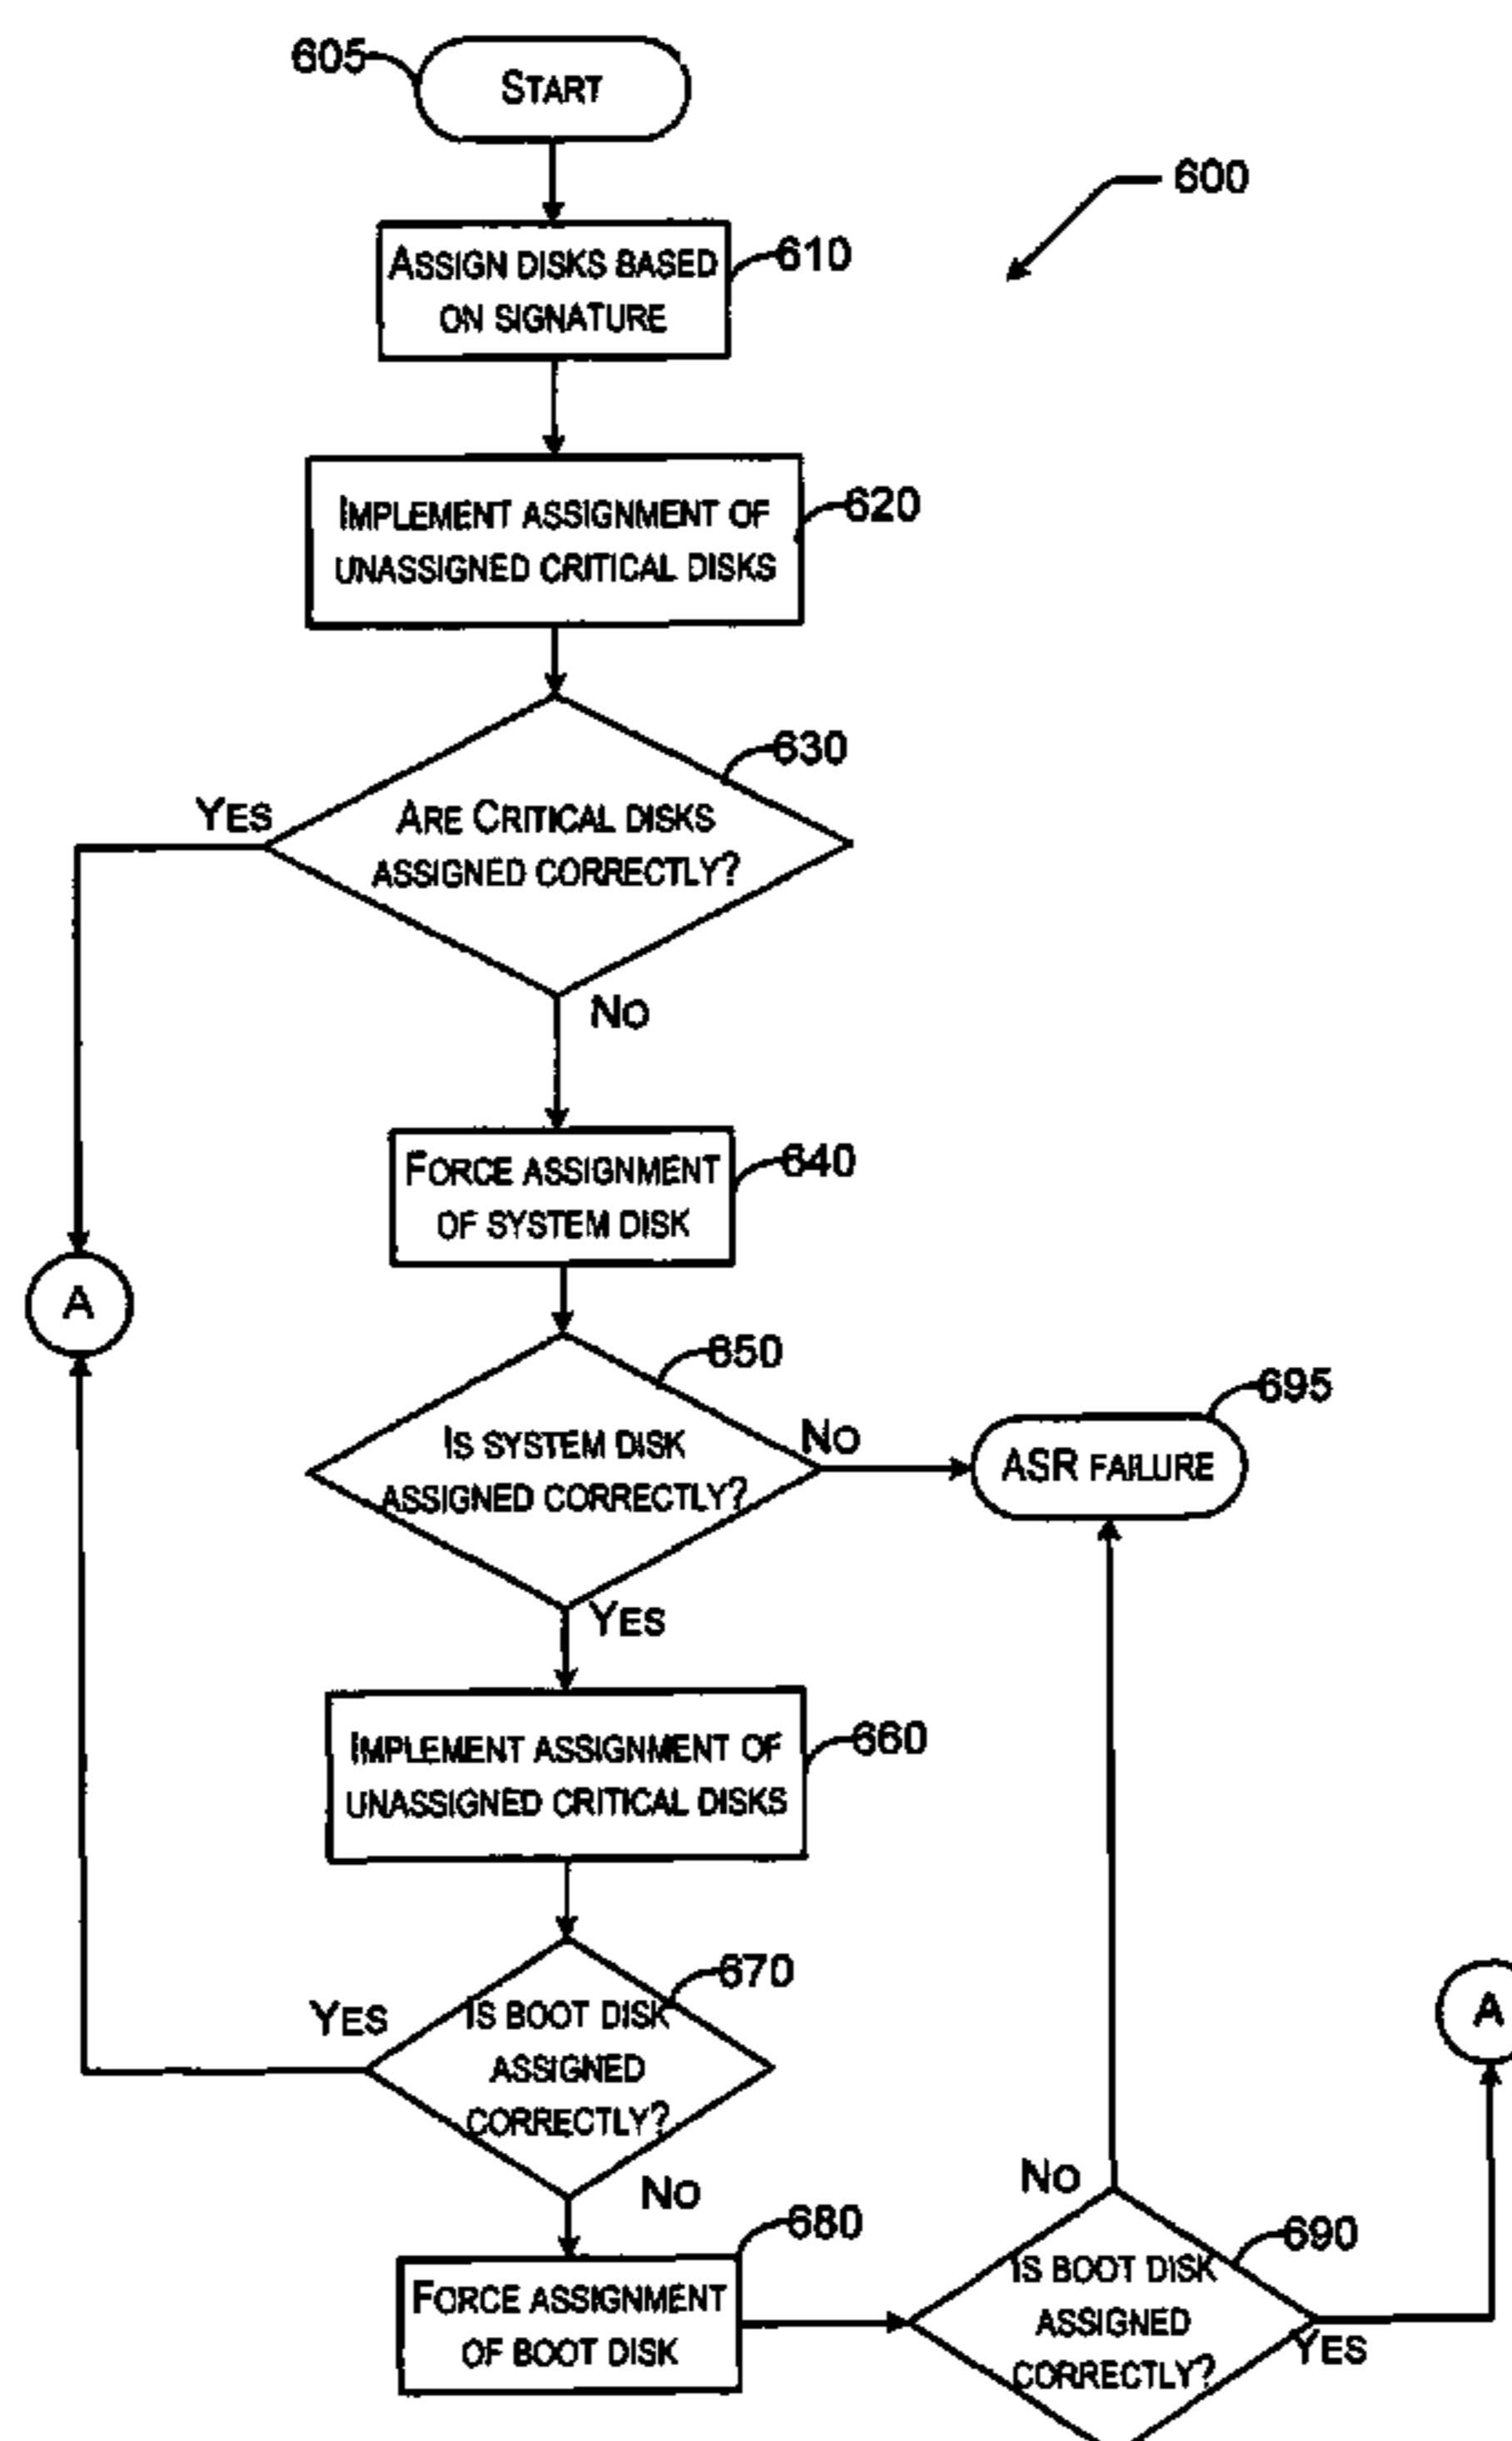 605
START
600
ASSIGN DISKS BASED
ON SIGNATURE
610
IMPLEMENT ASSIGNMENT OF
UNASSIGNED CRITICAL DISKS
620
630
YES
ARE CRITICAL DISKS
ASSIGNED CORRECTLY?
NO
FORCE ASSIGNMENT
OF SYSTEM DISK
640
A
650
695
IS SYSTEM DISK
ASSIGNED CORRECTLY?
NO
ASR FAILURE
YES
IMPLEMENT ASSIGNMENT OF
UNASSIGNED CRITICAL DISKS
660
670
YES
IS BOOT DISK
ASSIGNED
CORRECTLY?
A
NO
NO
680
690
FORCE ASSIGNMENT
OF BOOT DISK
IS BOOT DISK
ASSIGNED
CORRECTLY?
YES